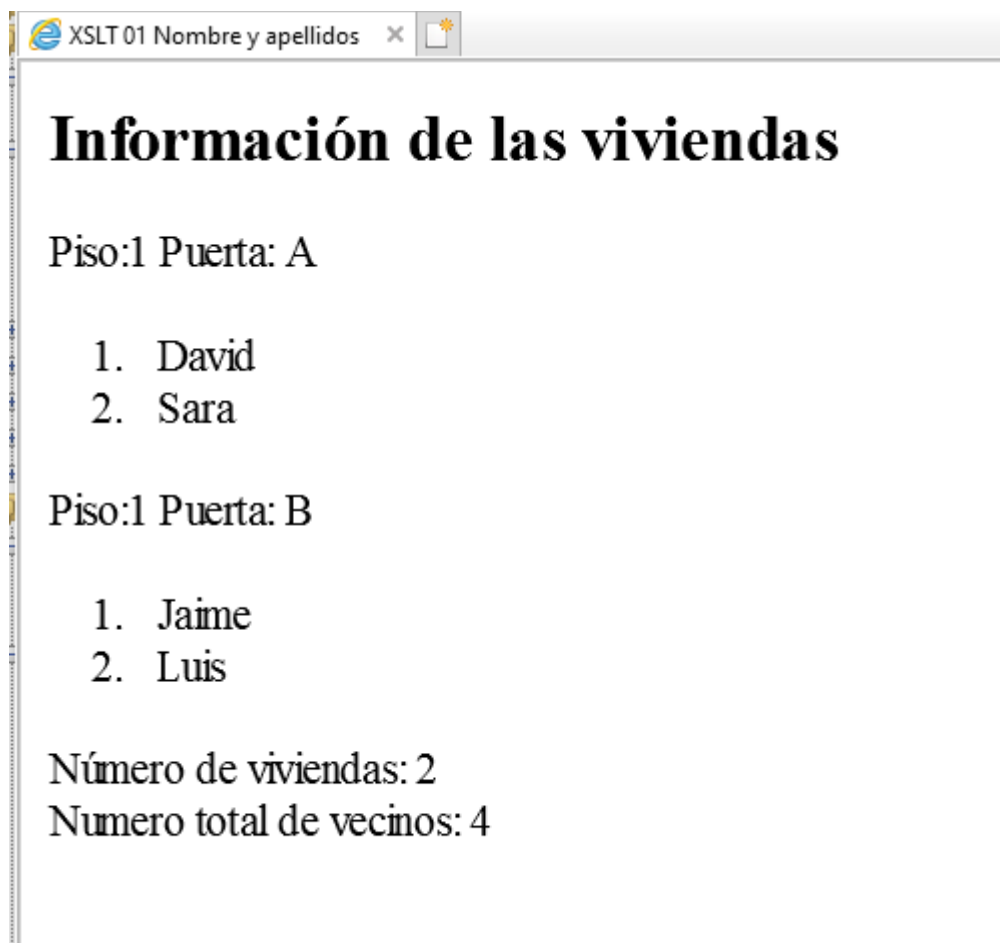 XSLT 01 Nombre y apellidos
Información de las viviendas
Piso:1 Puerta: A
1. David
2. Sara
Piso:1 Puerta: B
1. Jaime
2. Luis
Número de viviendas: 2
Numero total de vecinos: 4